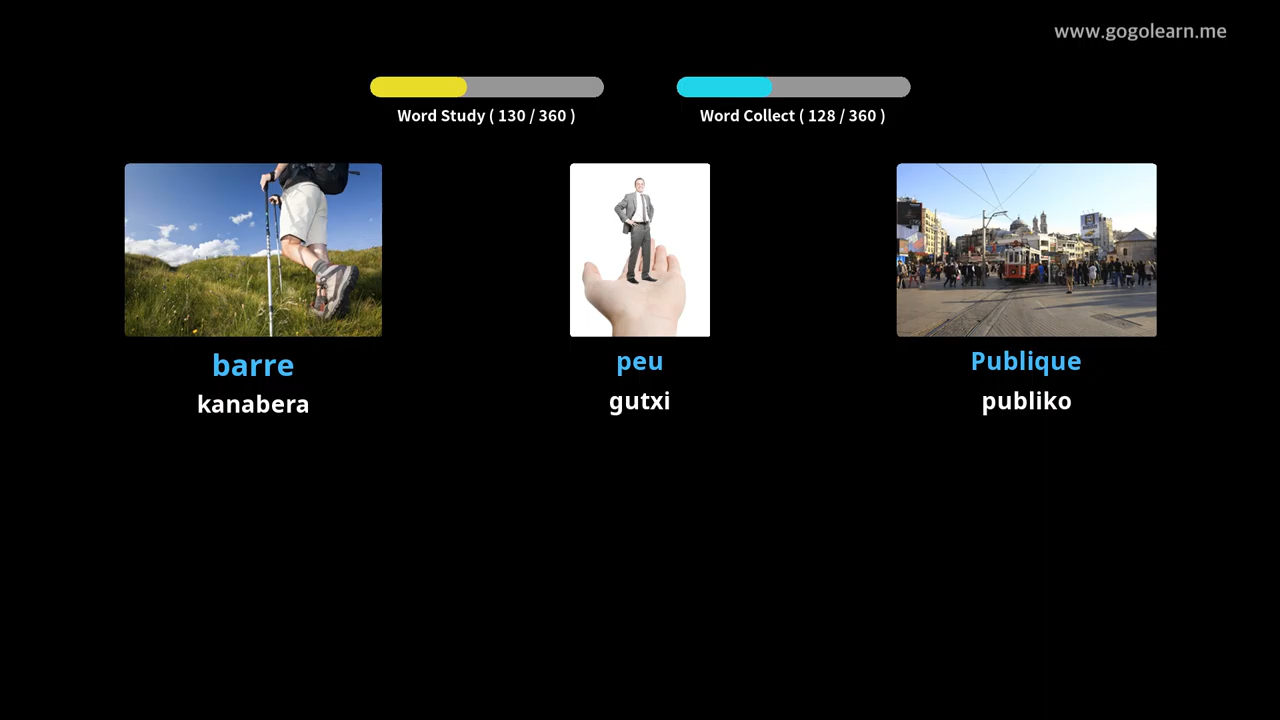 www.gogolearn.me
Word Study ( 130 / 360 )
Word Collect ( 128 / 360 )
barre
kanabera
peu
gutxi
Publique
publiko